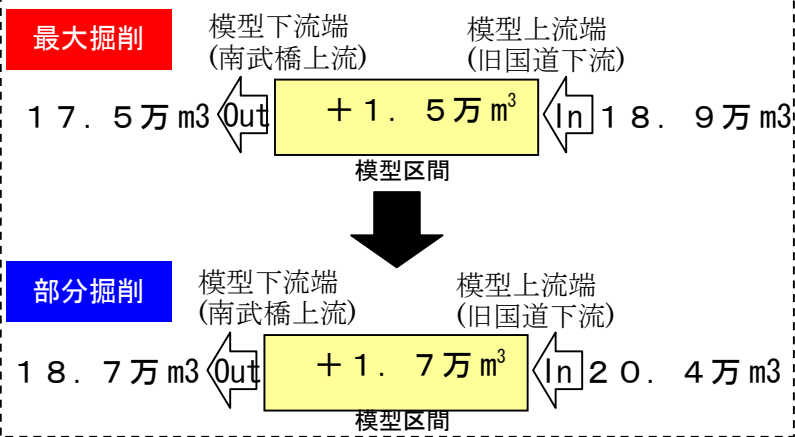 最大掘削
模型下流端
(南武橋上流)
模型上流端
(旧国道下流)
17.5万m3 Out +1.5万m³ In 18.9万m3
模型区間
部分掘削
模型下流端
(南武橋上流)
模型上流端
(旧国道下流)
18.7万m3 Out +1.7万m³ In 20.4万m3
模型区間